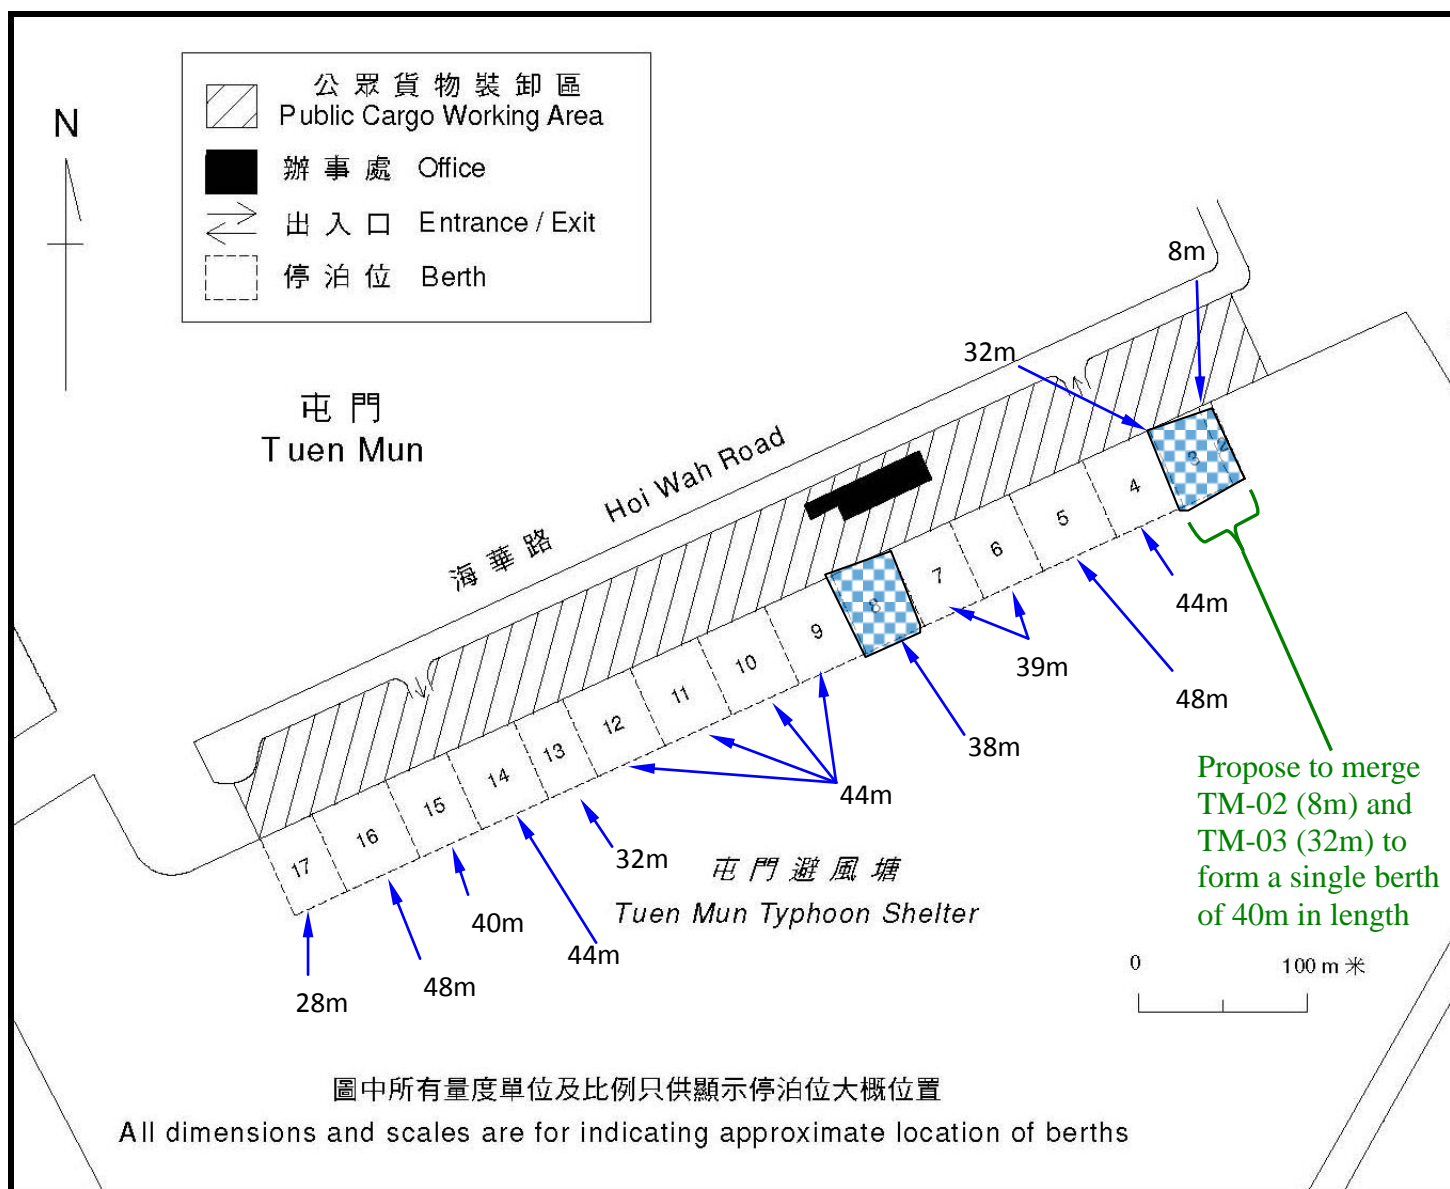 公眾貨物裝卸區
Public Cargo Working Area
辦事處 Office
出入口 Entrance / Exit
停泊位 Berth
N
屯門
Tuen Mun
海華路 Hoi Wah Road
8m
32m
2
3
4
5
6
7
8
9
10
11
12
13
14
15
16
17
44m
48m
39m
38m
44m
32m
44m
40m
48m
28m
屯門避風塘
Tuen Mun Typhoon Shelter
Propose to merge
TM-02 (8m) and
TM-03 (32m) to
form a single berth
of 40m in length
0 100 m 米
圖中所有量度單位及比例只供顯示停泊位大概位置
All dimensions and scales are for indicating approximate location of berths